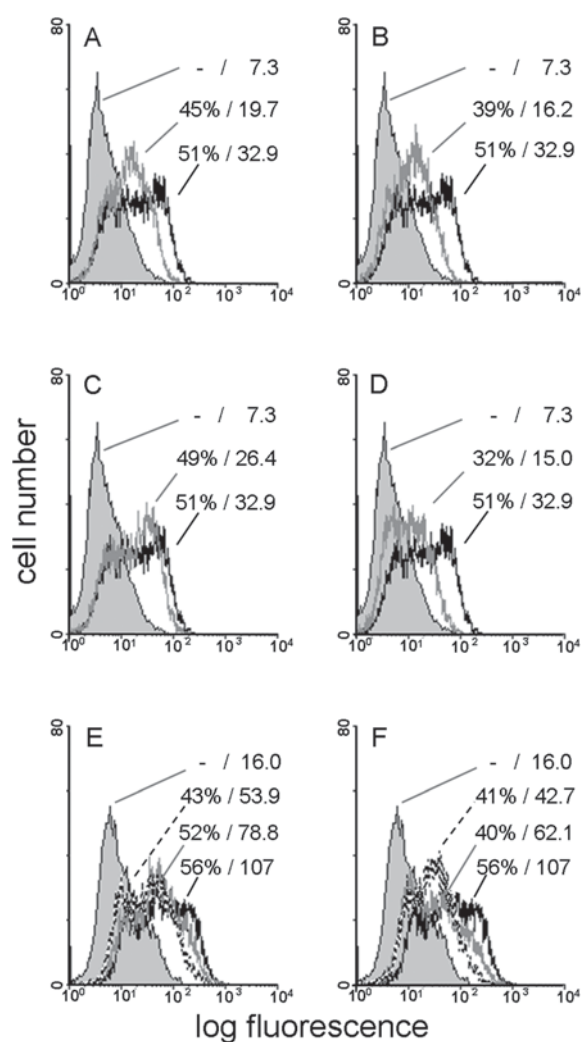 A
- / 7.3
45% / 19.7
51% / 32.9
80
0
10^0 10^1 10^2 10^3 10^4
B
- / 7.3
39% / 16.2
51% / 32.9
80
0
10^0 10^1 10^2 10^3 10^4
C
- / 7.3
49% / 26.4
51% / 32.9
80
0
10^0 10^1 10^2 10^3 10^4
D
- / 7.3
32% / 15.0
51% / 32.9
80
0
10^0 10^1 10^2 10^3 10^4
cell number
E
- / 16.0
43% / 53.9
52% / 78.8
56% / 107
80
0
10^0 10^1 10^2 10^3 10^4
F
- / 16.0
41% / 42.7
40% / 62.1
56% / 107
80
0
10^0 10^1 10^2 10^3 10^4
log fluorescence